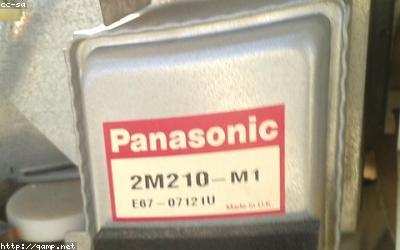 cc-sa
Panasonic
2M210-M1
E67-07121U
Made in U.K.
http://gamp.net